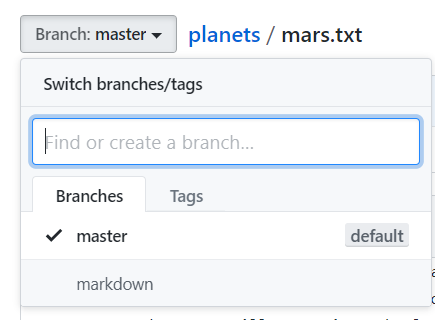 Branch: master planets / mars.txt
Switch branches/tags
Find or create a branch...
Branches Tags
master default
markdown